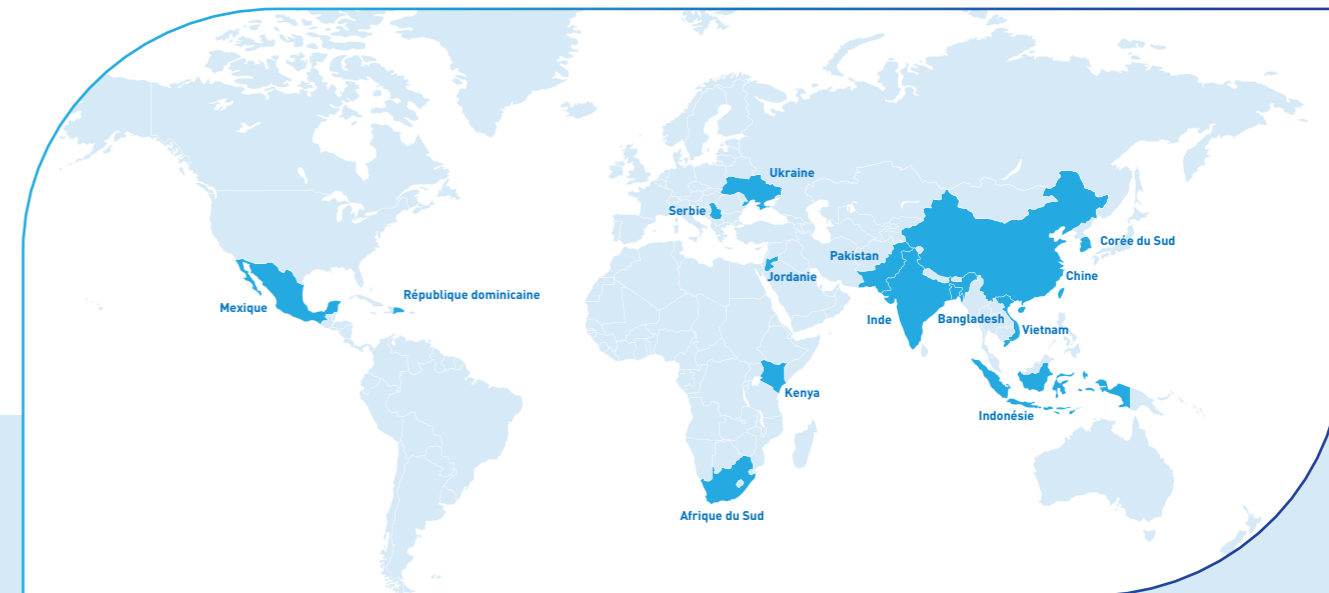 Ukraine
Serbie
Corée du Sud
Pakistan
Jordanie
Chine
République dominicaine
Mexique
Inde
Bangladesh
Vietnam
Kenya
Indonésie
Afrique du Sud